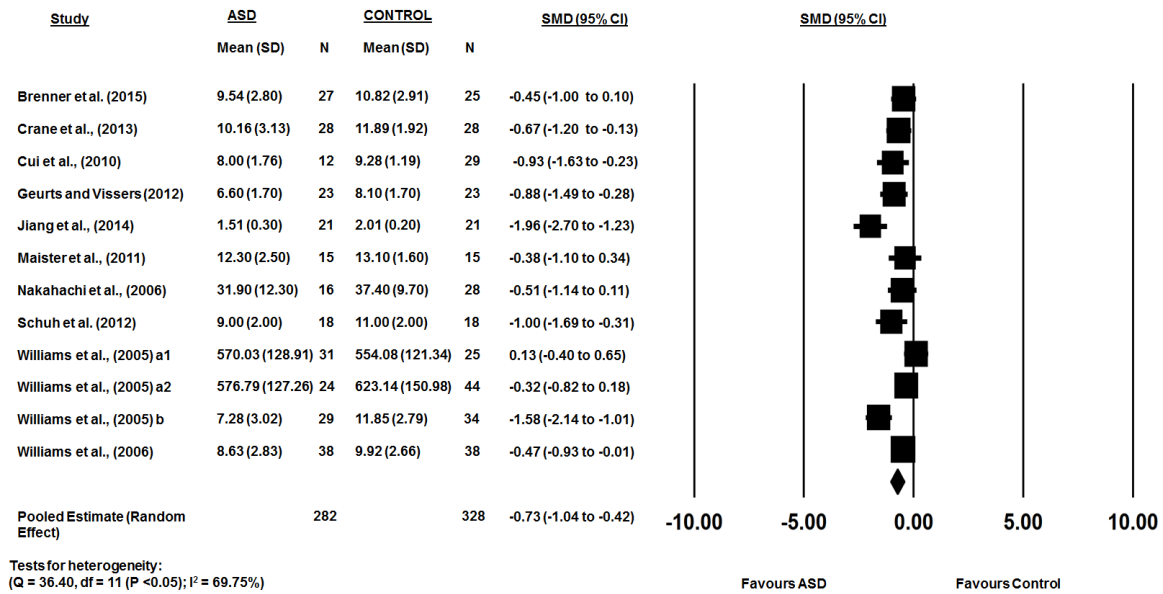 Study ASD CONTROL SMD (95% CI) SMD (95% CI)
Mean (SD) N Mean (SD) N
Brenner et al. (2015) 9.54 (2.80) 27 10.82 (2.91) 25 -0.45 (-1.00 to 0.10)
Crane et al., (2013) 10.16 (3.13) 28 11.89 (1.92) 28 -0.67 (-1.20 to -0.13)
Cui et al., (2010) 8.00 (1.76) 12 9.28 (1.19) 29 -0.93 (-1.63 to -0.23)
Geurts and Vissers (2012) 6.60 (1.70) 23 8.10 (1.70) 23 -0.88 (-1.49 to -0.28)
Jiang et al., (2014) 1.51 (0.30) 21 2.01 (0.20) 21 -1.96 (-2.70 to -1.23)
Maister et al., (2011) 12.30 (2.50) 15 13.10 (1.60) 15 -0.38 (-1.10 to 0.34)
Nakahachi et al., (2006) 31.90 (12.30) 16 37.40 (9.70) 28 -0.51 (-1.14 to 0.11)
Schuh et al. (2012) 9.00 (2.00) 18 11.00 (2.00) 18 -1.00 (-1.69 to -0.31)
Williams et al., (2005) a1 570.03 (128.91) 31 554.08 (121.34) 25 0.13 (-0.40 to 0.65)
Williams et al., (2005) a2 576.79 (127.26) 24 623.14 (150.98) 44 -0.32 (-0.82 to 0.18)
Williams et al., (2005) b 7.28 (3.02) 29 11.85 (2.79) 34 -1.58 (-2.14 to -1.01)
Williams et al., (2006) 8.63 (2.83) 38 9.92 (2.66) 38 -0.47 (-0.93 to -0.01)
Pooled Estimate (Random 282 328 -0.73 (-1.04 to -0.42)
Effect)
-10.00 -5.00 0.00 5.00 10.00
Tests for heterogeneity:
(Q = 36.40, df = 11 (P <0.05); I² = 69.75%)
Favours ASD Favours Control